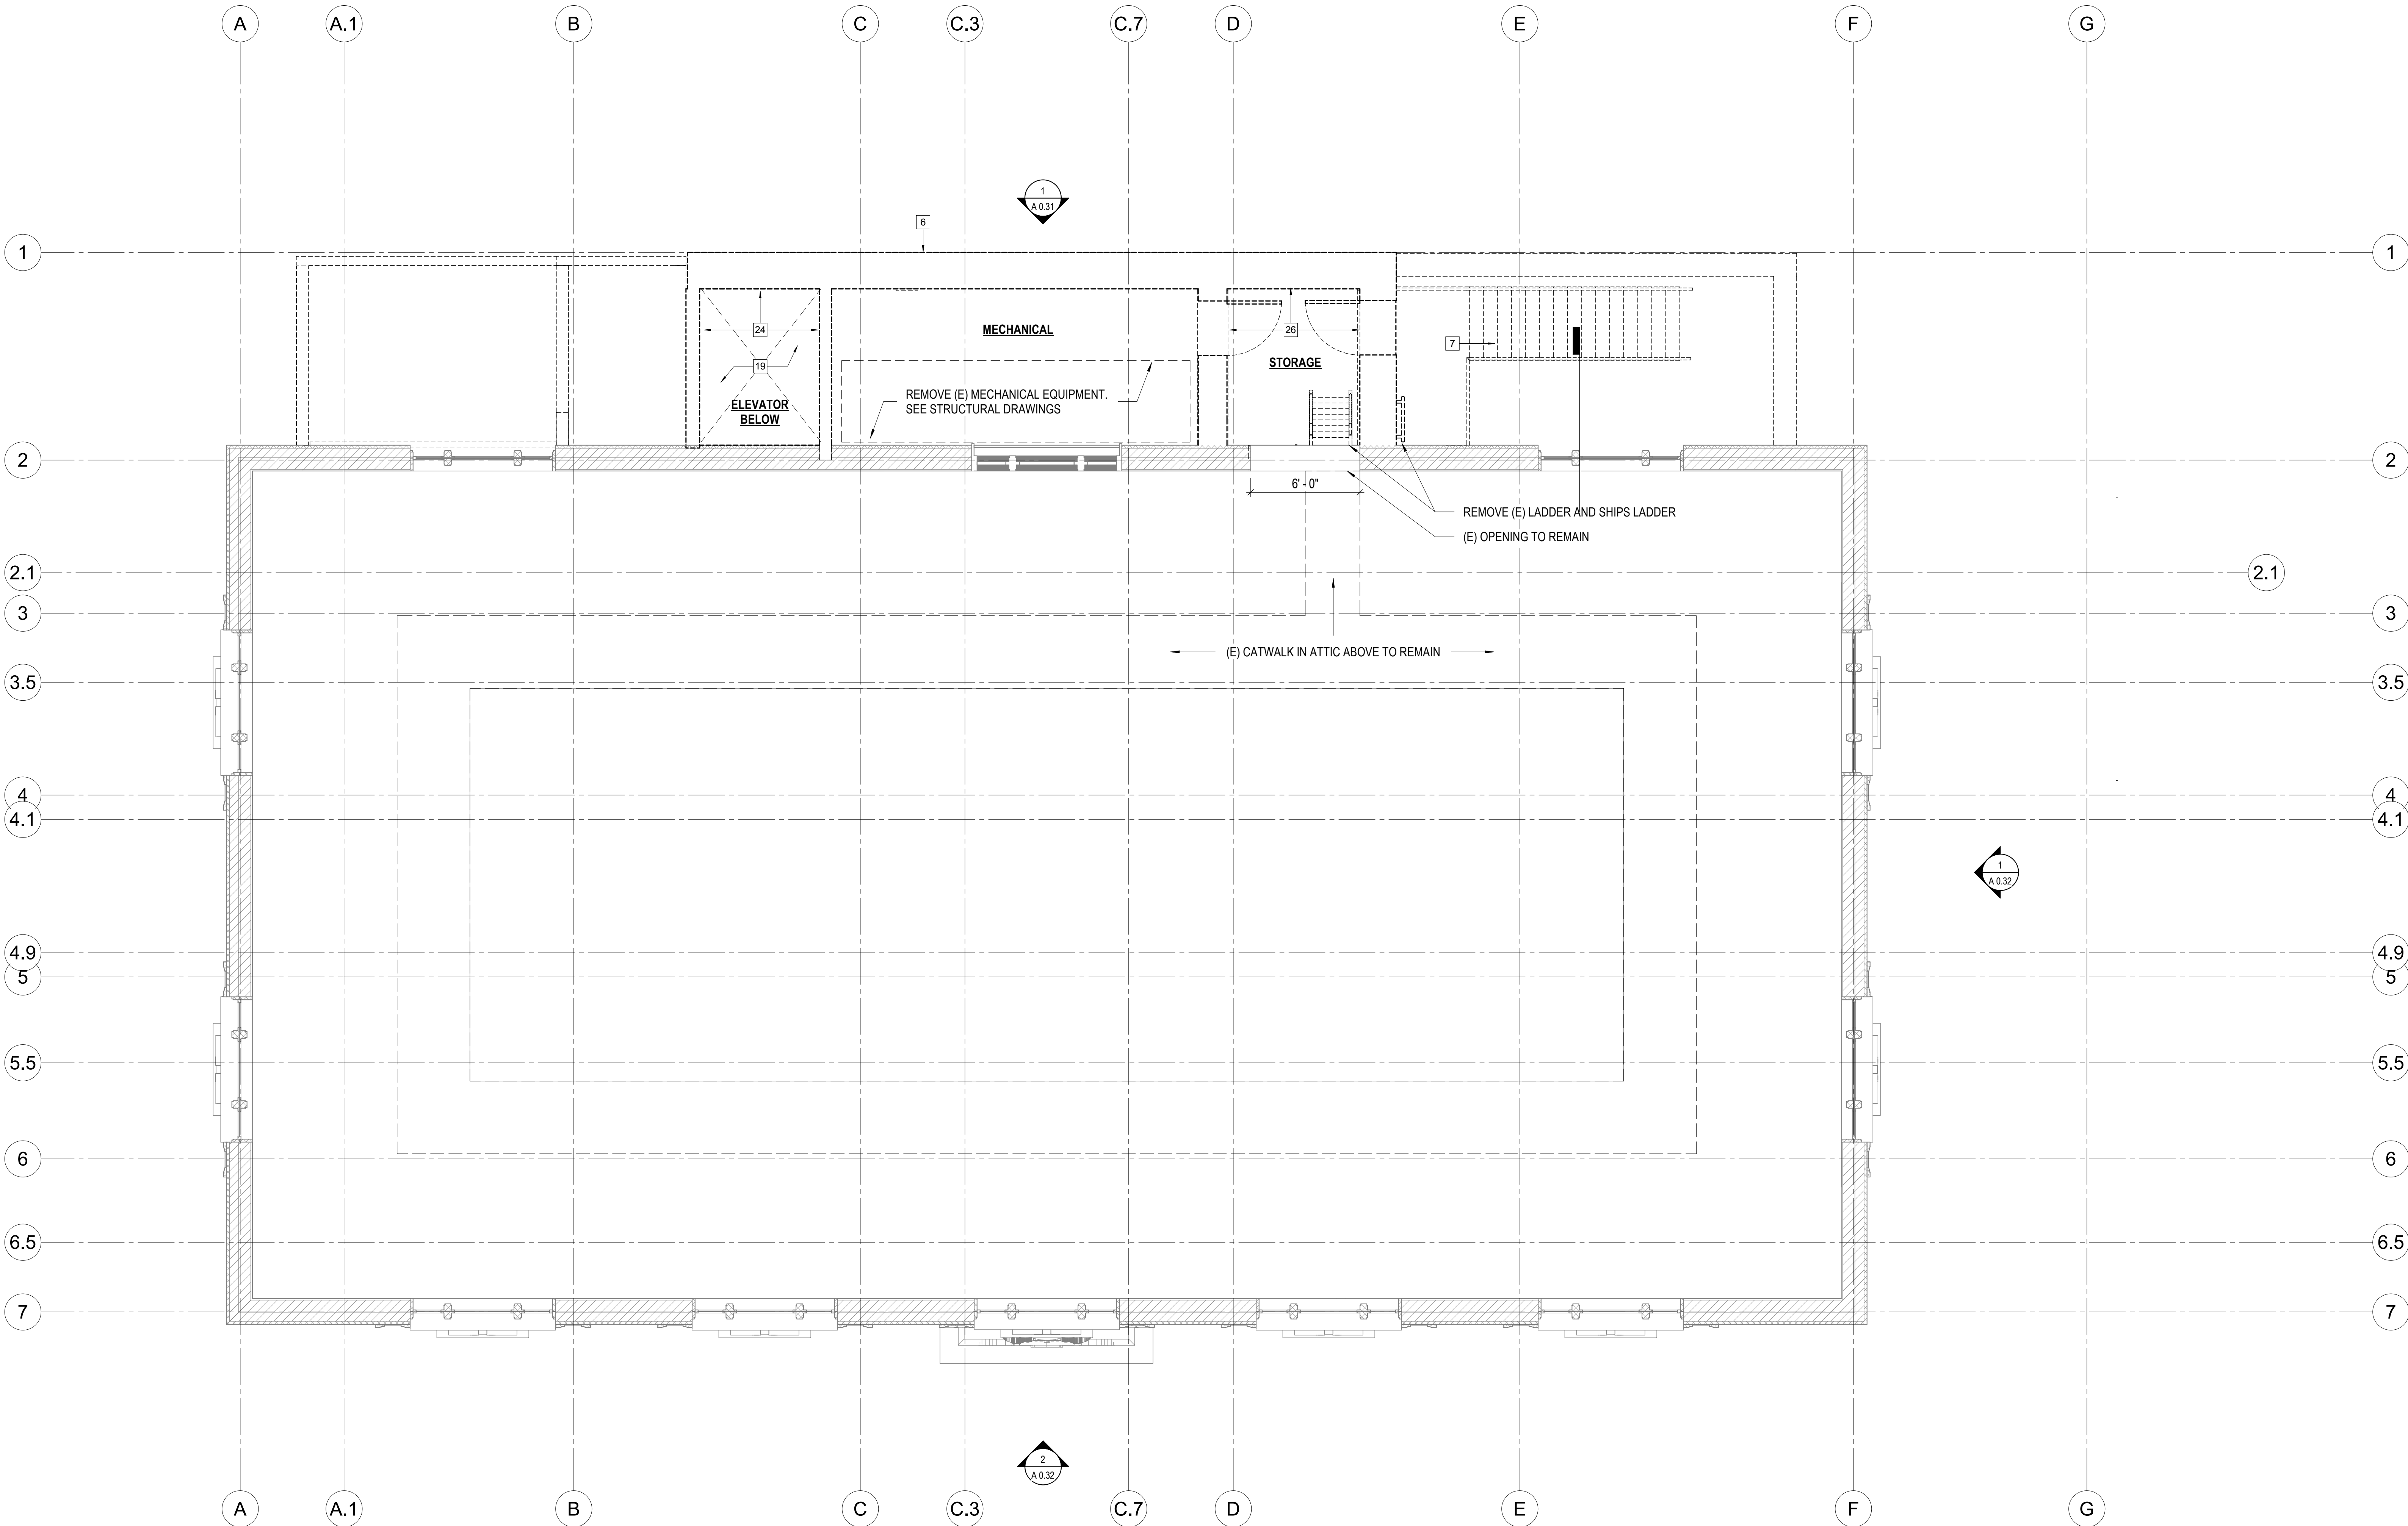 A A.1 B C C.3 C.7 D E F G
1
A 0.31
6
1 1
24
MECHANICAL
26
7
STORAGE
19
REMOVE (E) MECHANICAL EQUIPMENT.
SEE STRUCTURAL DRAWINGS
ELEVATOR
BELOW
2 2
6' - 0"
REMOVE (E) LADDER AND SHIPS LADDER
(E) OPENING TO REMAIN
2.1 2.1
3 3
(E) CATWALK IN ATTIC ABOVE TO REMAIN
3.5 3.5
4 4
4.1 4.1
1
A 0.32
4.9 4.9
5 5
5.5 5.5
6 6
6.5 6.5
7 7
2
A 0.32
A A.1 B C C.3 C.7 D E F G